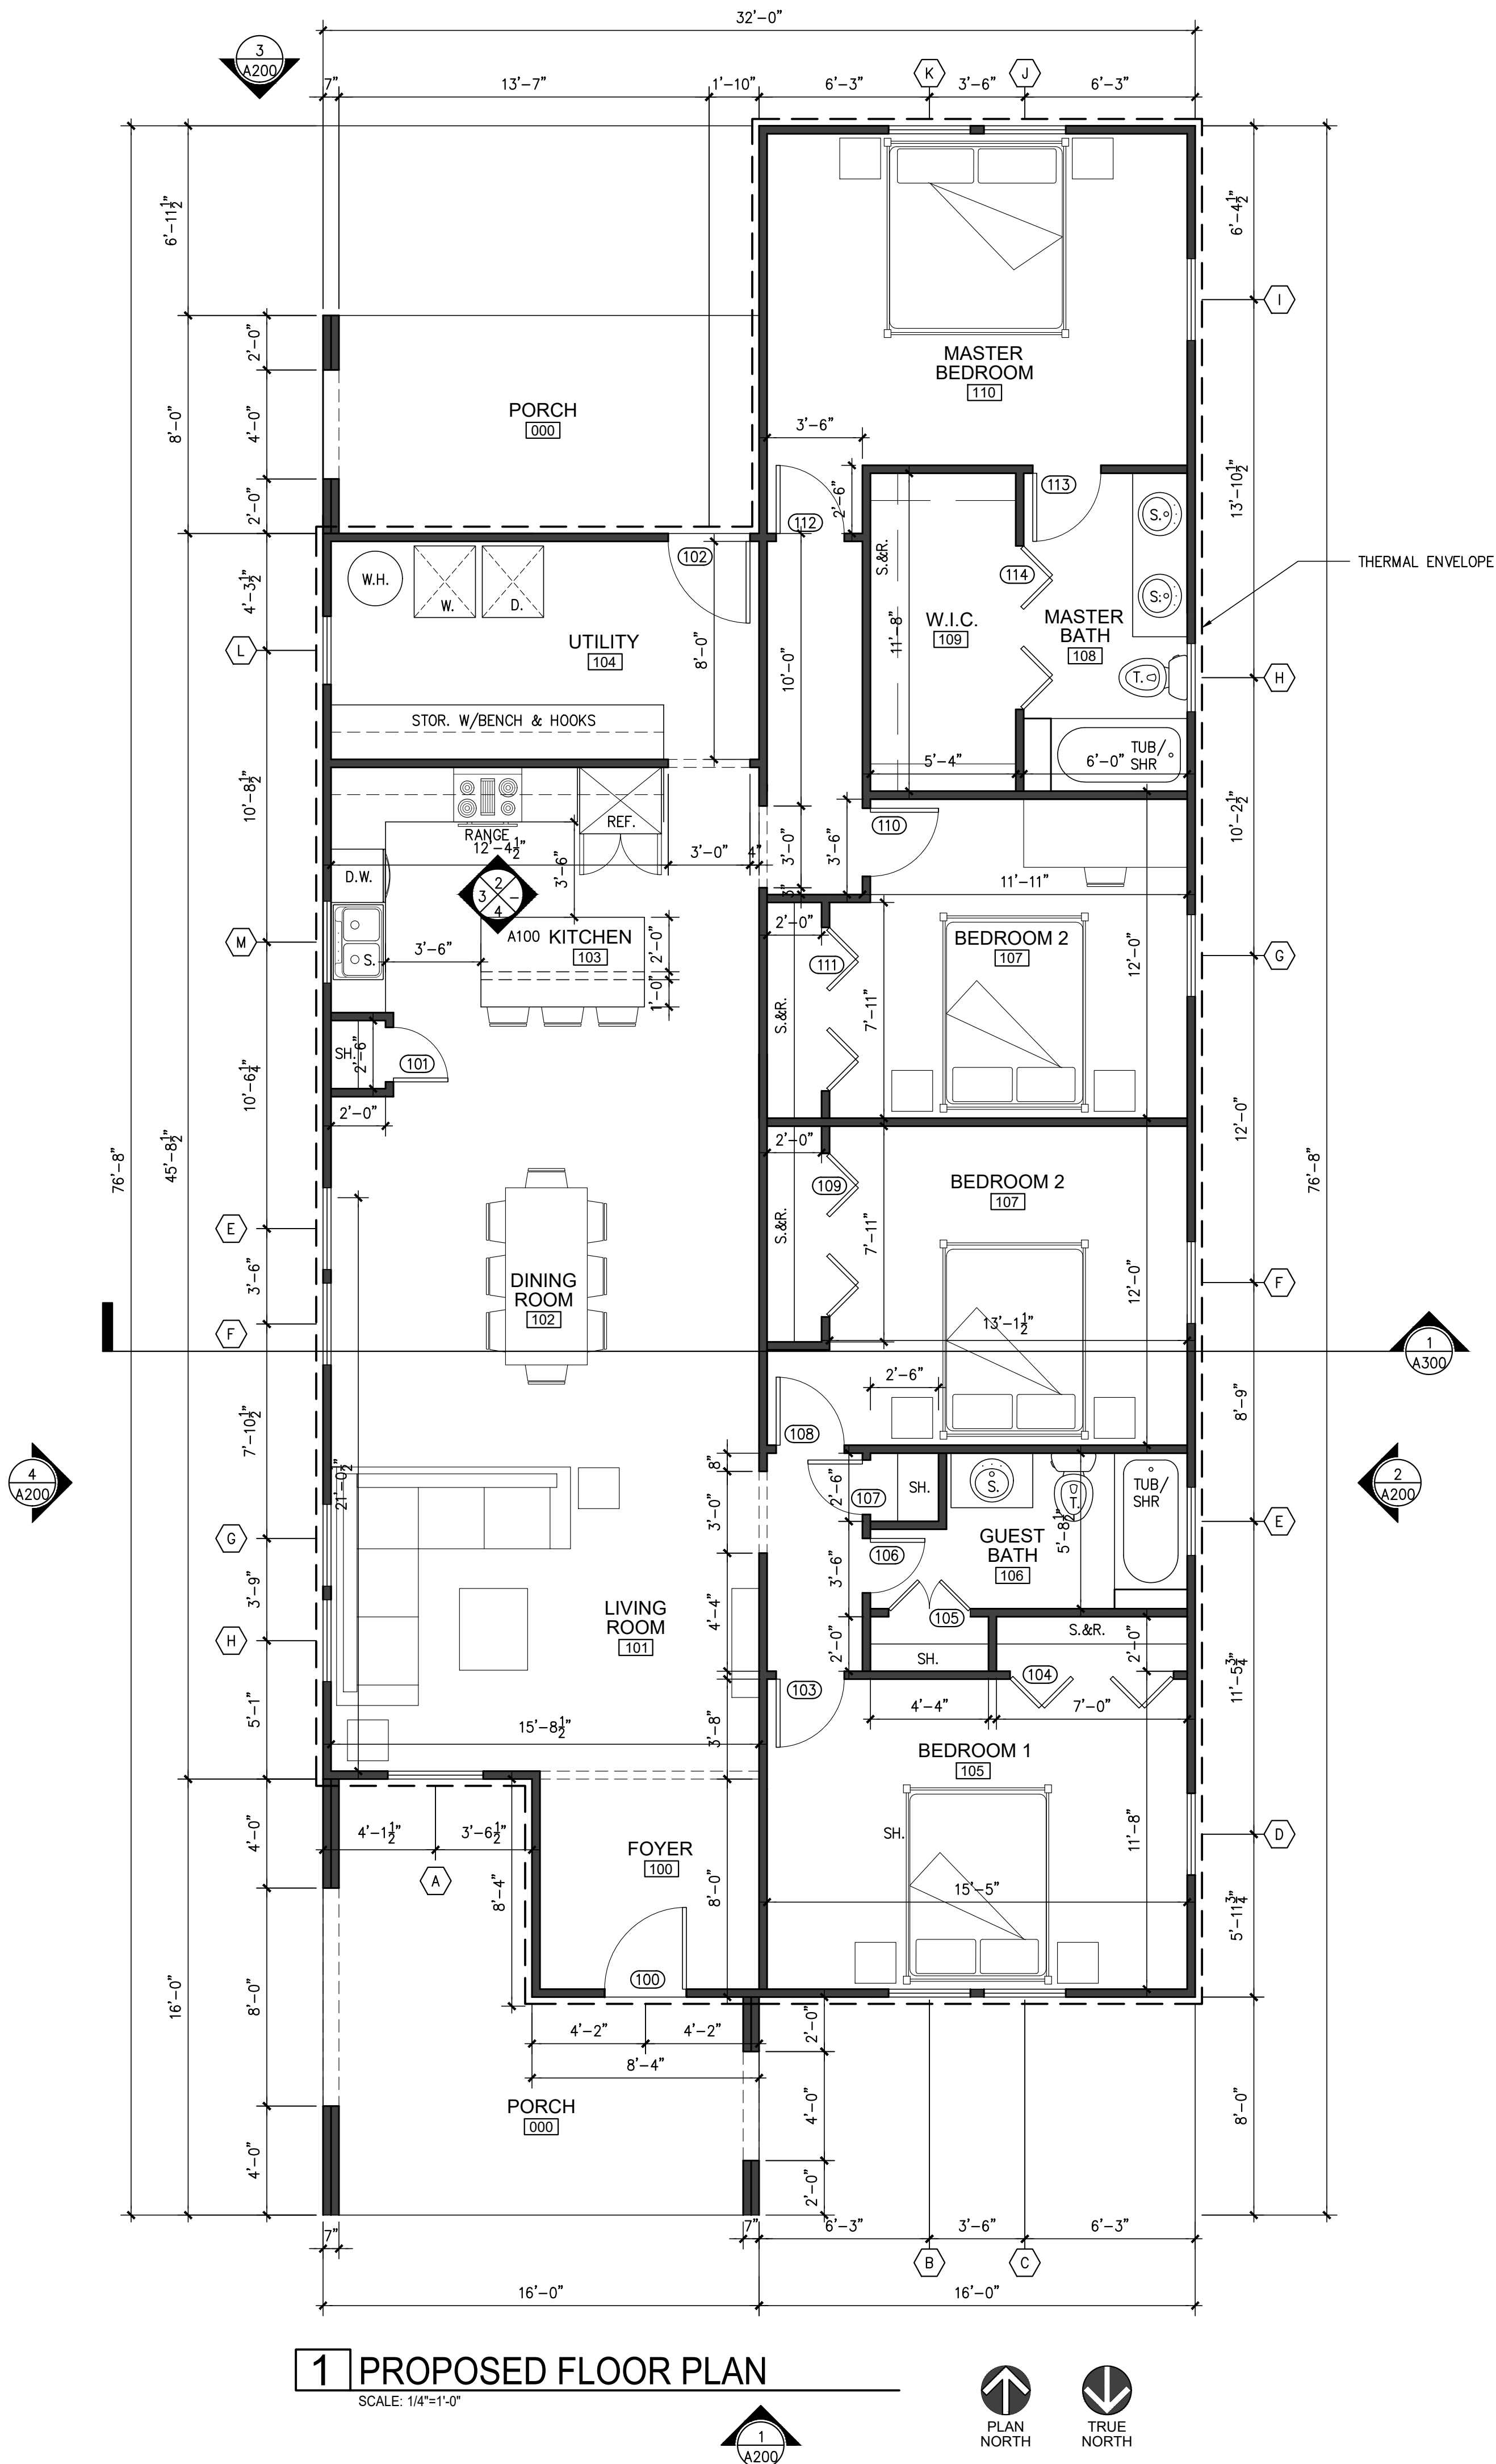 32'-0"
3
A200
7"
13'-7"
1'-10"
6'-3"
K
3'-6"
J
6'-3"
6'-11½"
6'-4½"
I
2'-0"
MASTER
BEDROOM
110
PORCH
000
8'-0"
4'-0"
3'-6"
2'-6"
113
S.
13'-10½"
2'-0"
112
102
S.&R.
THERMAL ENVELOPE
4'-3½"
W.H.
W.
D.
114
S.
L
UTILITY
104
8'-0"
10'-0"
11'-8"
W.I.C.
109
MASTER
BATH
108
T.
H
STOR. W/BENCH & HOOKS
5'-4"
6'-0"
TUB/
SHR
10'-8½"
10'-2½"
RANGE
REF.
12'-4½"
3'-6"
3'-0"
4"
3'-0"
3'-6"
110
D.W.
2
3
–
4
3"
11'-11"
M
A100
KITCHEN
103
S.
3'-6"
2'-0"
1'-0"
2'-0"
111
BEDROOM 2
107
12'-0"
G
S.&R.
7'-11"
SH.
2'-6"
101
10'-6¼"
2'-0"
12'-0"
76'-8"
45'-8½"
76'-8"
2'-0"
109
BEDROOM 2
107
E
S.&R.
7'-11"
3'-6"
DINING
ROOM
102
12'-0"
F
F
13'-1½"
1
A300
2'-6"
8'-9"
7'-10½"
108
4
A200
21'-0½"
8"
2'-6"
107
SH.
S.
T.
TUB/
SHR
2
A200
G
3'-0"
GUEST
BATH
106
5'-8½"
E
106
3'-6"
3'-9"
LIVING
ROOM
101
4'-4"
105
S.&R.
H
2'-0"
SH.
104
2'-0"
11'-5¾"
103
5'-1"
4'-4"
7'-0"
3'-8"
15'-8½"
BEDROOM 1
105
4'-0"
4'-1½"
3'-6½"
A
FOYER
100
SH.
11'-8"
D
8'-4"
8'-0"
15'-5"
5'-11¾"
16'-0"
8'-0"
100
4'-2"
4'-2"
2'-0"
8'-4"
PORCH
000
4'-0"
8'-0"
4'-0"
2'-0"
7"
7"
6'-3"
3'-6"
6'-3"
B
C
16'-0"
16'-0"
1
PROPOSED FLOOR PLAN
SCALE: 1/4"=1'-0"
PLAN
NORTH
TRUE
NORTH
1
A200